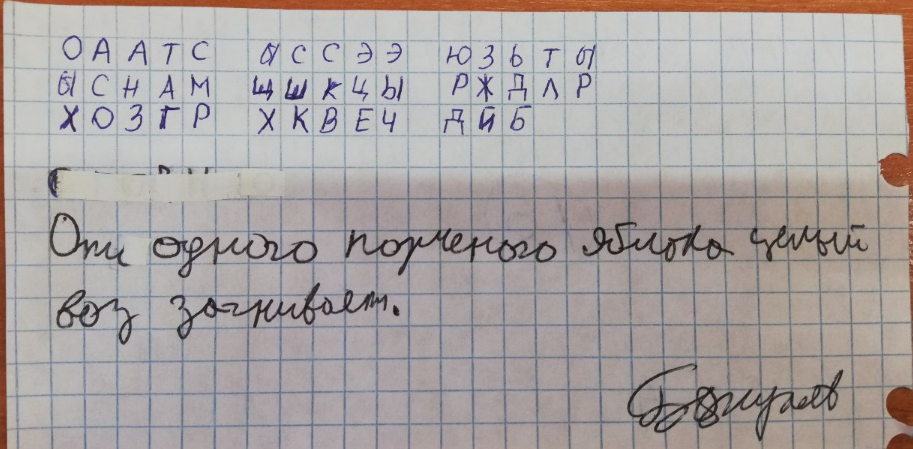 О А А Т С Ы С С Э Э Ю З Ь Т Ы
Ы С Н А М Щ Ш К Ц Ы Р Ж Д Л Р
Х Ю З Г Р Х К В Е Ч Д Й Б
От одного порченого яблока целый
воз загнивает.